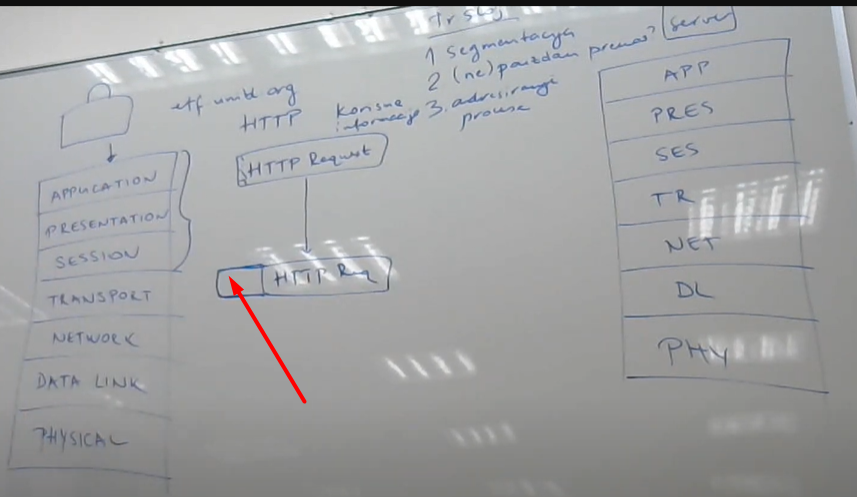 Tr sloj
1 segmentacija
2 (ne)pouzdan prenos?
3. adresiranje
server
etf.unibl.org
HTTP
Korisne
informacije
HTTP Request
HTTP Req
APPLICATION
PRESENTATION
SESSION
TRANSPORT
NETWORK
DATA LINK
PHYSICAL
APP
PRES
SES
TR
NET
DL
PHY